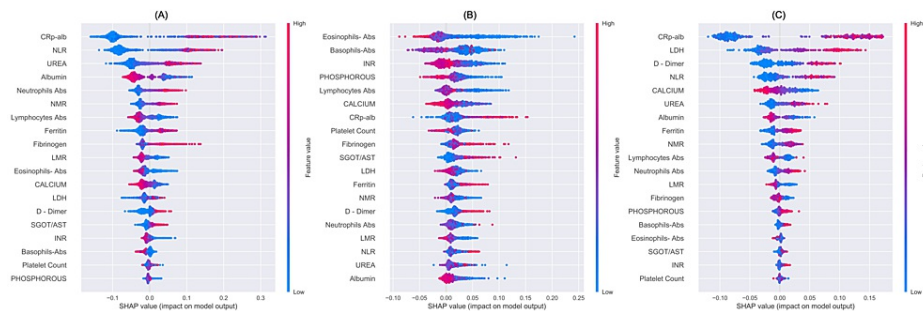 (A)
High
CRp-alb
NLR
UREA
Albumin
Neutrophils Abs
NMR
Lymphocytes Abs
Ferritin
Fibrinogen
LMR
Eosinophils- Abs
CALCIUM
LDH
D - Dimer
SGOT/AST
INR
Basophils-Abs
Platelet Count
PHOSPHOROUS
Low
Feature value
-0.1 0.0 0.1 0.2 0.3
SHAP value (impact on model output)
(B)
High
Eosinophils- Abs
Basophils-Abs
INR
PHOSPHOROUS
Lymphocytes Abs
CALCIUM
CRp-alb
Platelet Count
Fibrinogen
SGOT/AST
LDH
Ferritin
NMR
D - Dimer
Neutrophils Abs
LMR
NLR
UREA
Albumin
Low
Feature value
-0.10 -0.05 0.00 0.05 0.10 0.15 0.20 0.25
SHAP value (impact on model output)
(C)
High
CRp-alb
LDH
D - Dimer
NLR
CALCIUM
UREA
Albumin
Ferritin
NMR
Lymphocytes Abs
Neutrophils Abs
LMR
Fibrinogen
PHOSPHOROUS
Basophils-Abs
Eosinophils- Abs
SGOT/AST
INR
Platelet Count
Low
-0.10 -0.05 0.00 0.05 0.10 0.15
SHAP value (impact on model output)